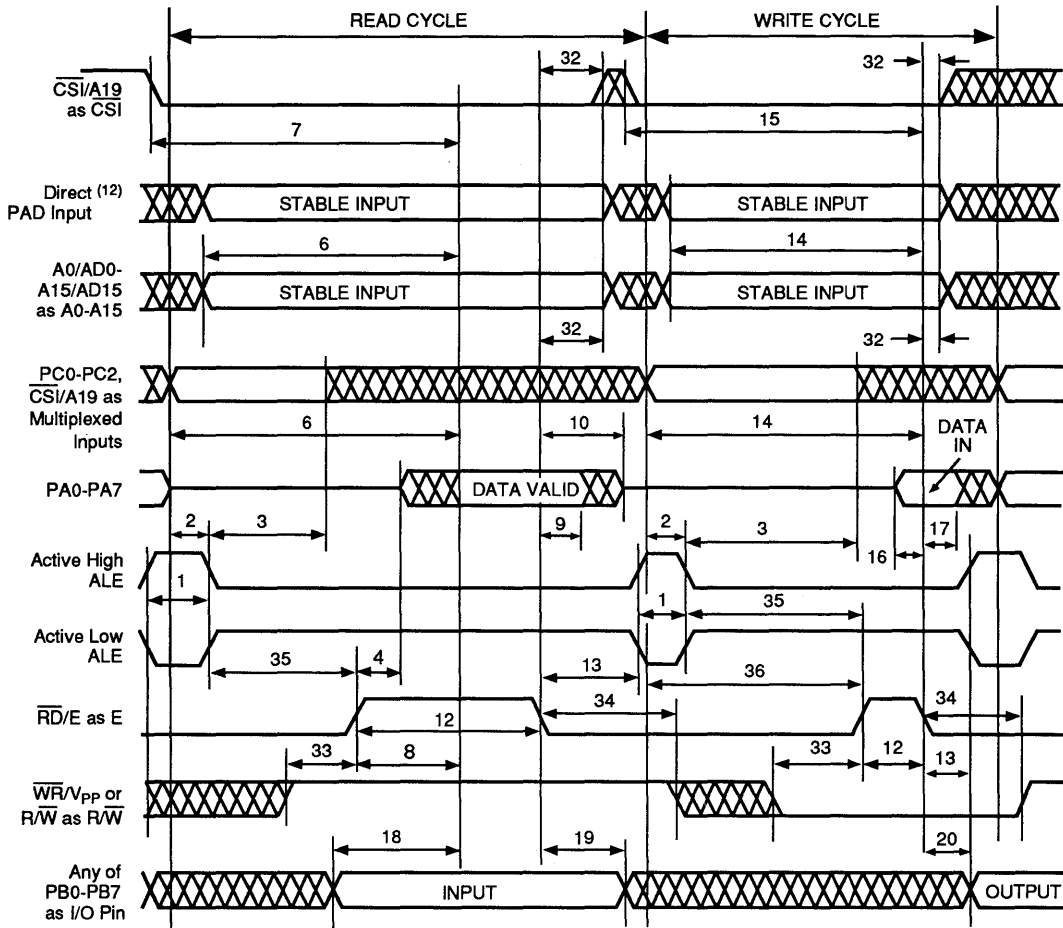 READ CYCLE
WRITE CYCLE
32
32
CSI/A19
as CSI
7
15
Direct (12)
PAD Input
STABLE INPUT
STABLE INPUT
6
14
A0/AD0-
A15/AD15
as A0-A15
STABLE INPUT
STABLE INPUT
32
32
PC0-PC2,
CSI/A19 as
Multiplexed
Inputs
6
10
14
DATA
IN
PA0-PA7
DATA VALID
2
3
9
2
3
16
17
Active High
ALE
1
1
35
Active Low
ALE
35
4
13
36
RD/E as E
12
34
34
33
8
33
12
13
WR/VPP or
R/W as R/W
18
19
20
Any of
PB0-PB7
as I/O Pin
INPUT
OUTPUT